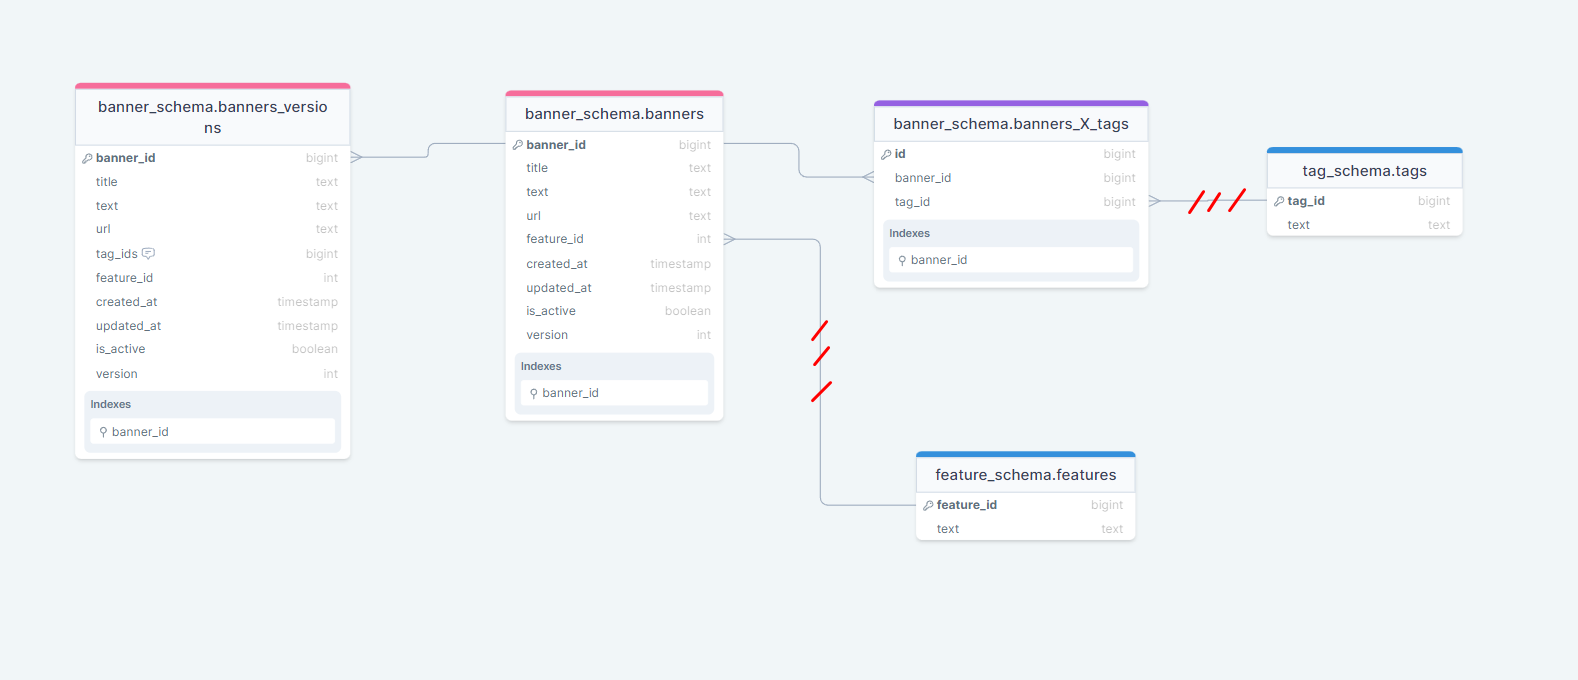 banner_schema.banners_versio
ns
banner_id bigint
title text
text text
url text
tag_ids bigint
feature_id int
created_at timestamp
updated_at timestamp
is_active boolean
version int
Indexes
banner_id
banner_schema.banners
banner_id bigint
title text
text text
url text
feature_id int
created_at timestamp
updated_at timestamp
is_active boolean
version int
Indexes
banner_id
banner_schema.banners_X_tags
id bigint
banner_id bigint
tag_id bigint
Indexes
banner_id
tag_schema.tags
tag_id bigint
text text
feature_schema.features
feature_id bigint
text text